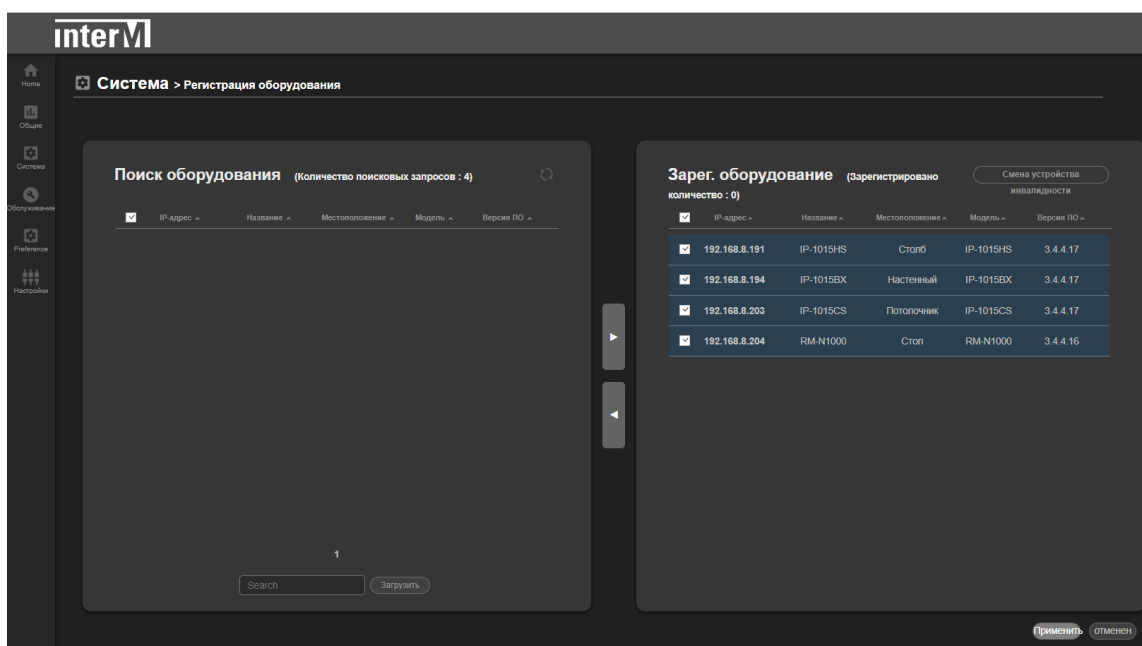 interM
Home
Общие
Система
Обслуживание
Preference
Настройки
Система > Регистрация оборудования
Поиск оборудования (Количество поисковых запросов : 4)
IP-адрес Название Местоположение Модель Версия ПО
1
Search Загрузить
Зарег. оборудование (Зарегистрировано
количество : 0)
Смена устройства
инвалидности
IP-адрес Название Местоположение Модель Версия ПО
192.168.8.191 IP-1015HS Столб IP-1015HS 3.4.4.17
192.168.8.194 IP-1015BX Настенный IP-1015BX 3.4.4.17
192.168.8.203 IP-1015CS Потолочник IP-1015CS 3.4.4.17
192.168.8.204 RM-N1000 Стол RM-N1000 3.4.4.16
Применить отменен